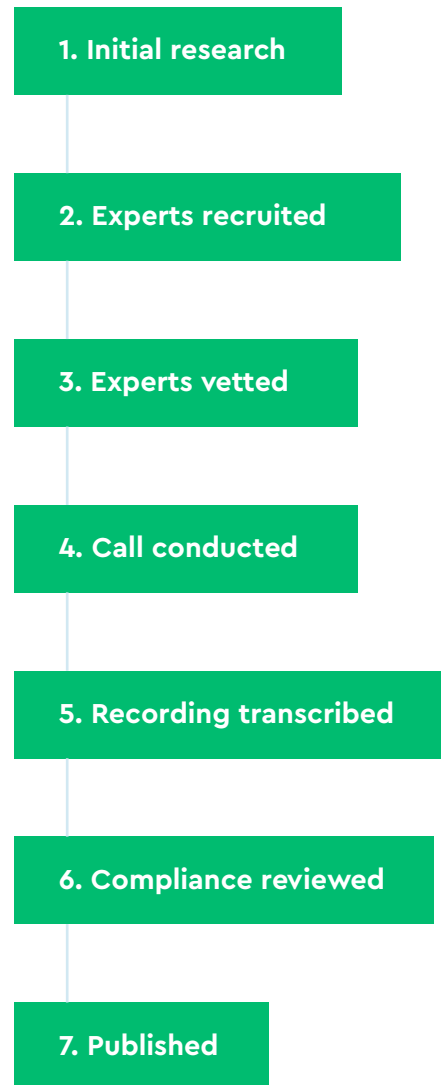 1. Initial research
2. Experts recruited
3. Experts vetted
4. Call conducted
5. Recording transcribed
6. Compliance reviewed
7. Published